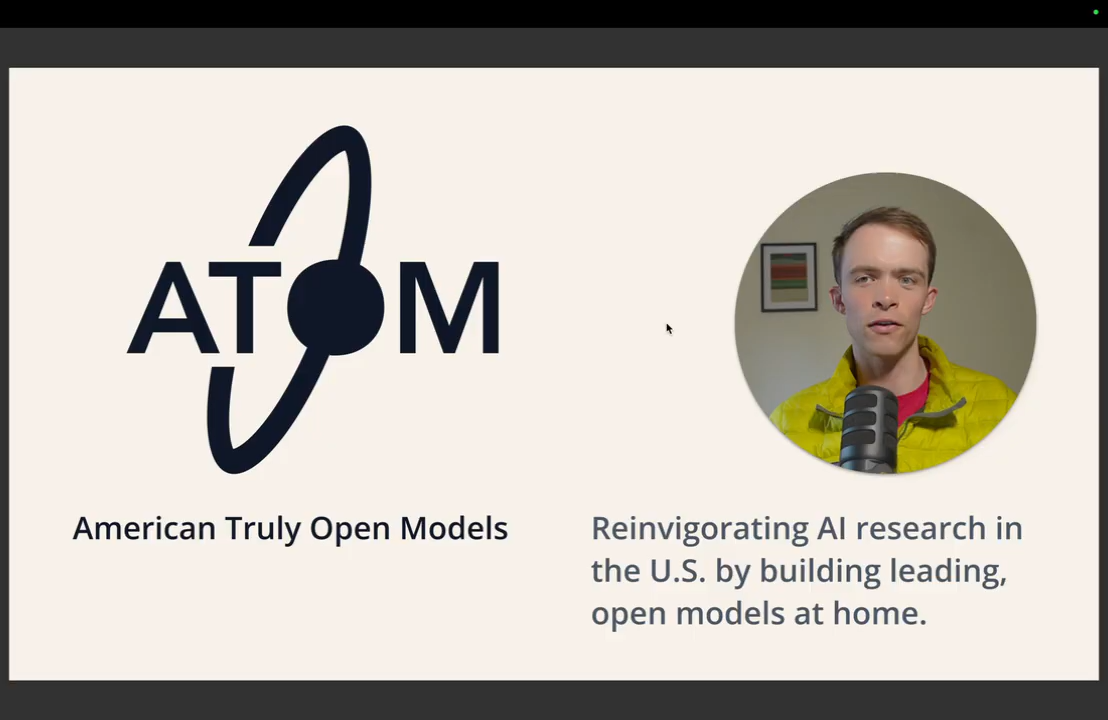 ATOM
American Truly Open Models
Reinvigorating AI research in
the U.S. by building leading,
open models at home.